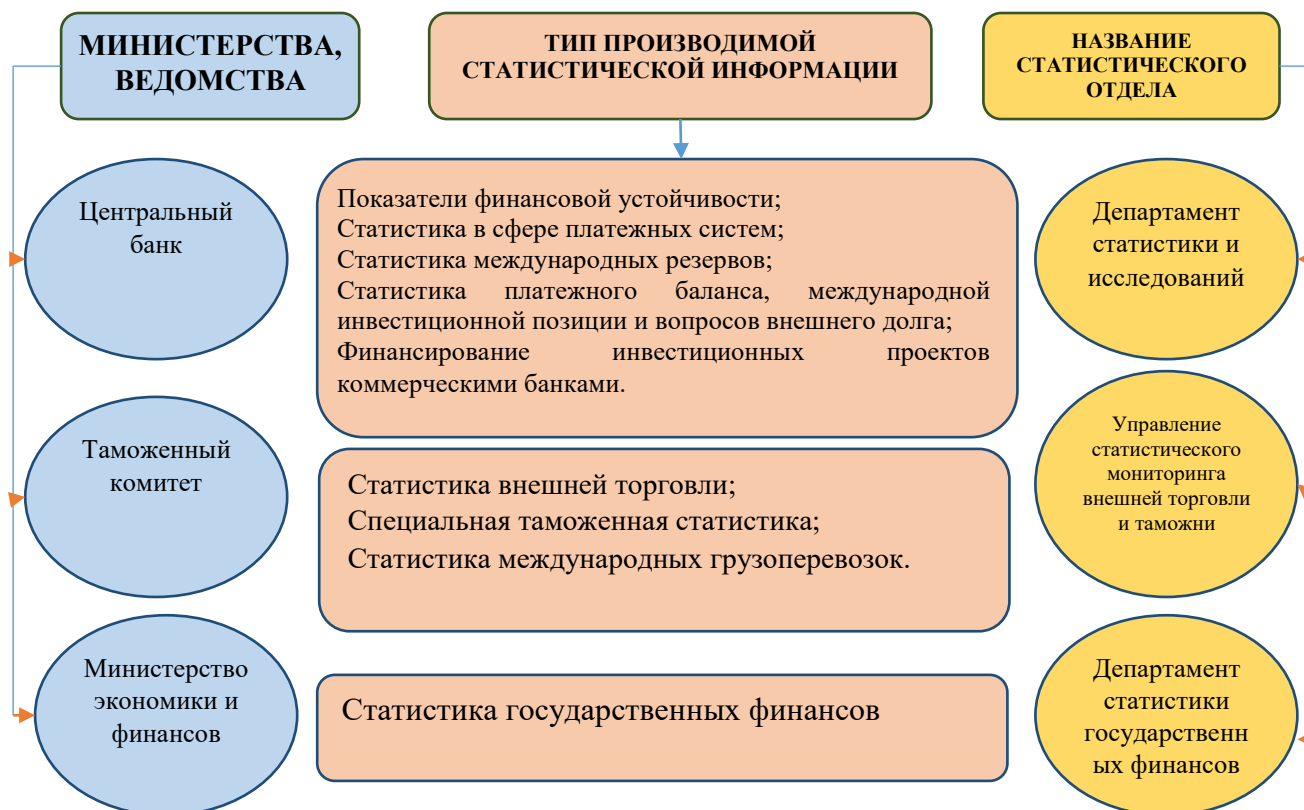 МИНИСТЕРСТВА,
ВЕДОМСТВА
ТИП ПРОИЗВОДИМОЙ
СТАТИСТИЧЕСКОЙ ИНФОРМАЦИИ
НАЗВАНИЕ
СТАТИСТИЧЕСКОГО
ОТДЕЛА
Центральный
банк
Показатели финансовой устойчивости;
Статистика в сфере платежных систем;
Статистика международных резервов;
Статистика платежного баланса, международной
инвестиционной позиции и вопросов внешнего долга;
Финансирование инвестиционных проектов
коммерческими банками.
Департамент
статистики и
исследований
Таможенный
комитет
Статистика внешней торговли;
Специальная таможенная статистика;
Статистика международных грузоперевозок.
Управление
статистического
мониторинга
внешней торговли
и таможни
Министерство
экономики и
финансов
Статистика государственных финансов
Департамент
статистики
государственн
ых финансов